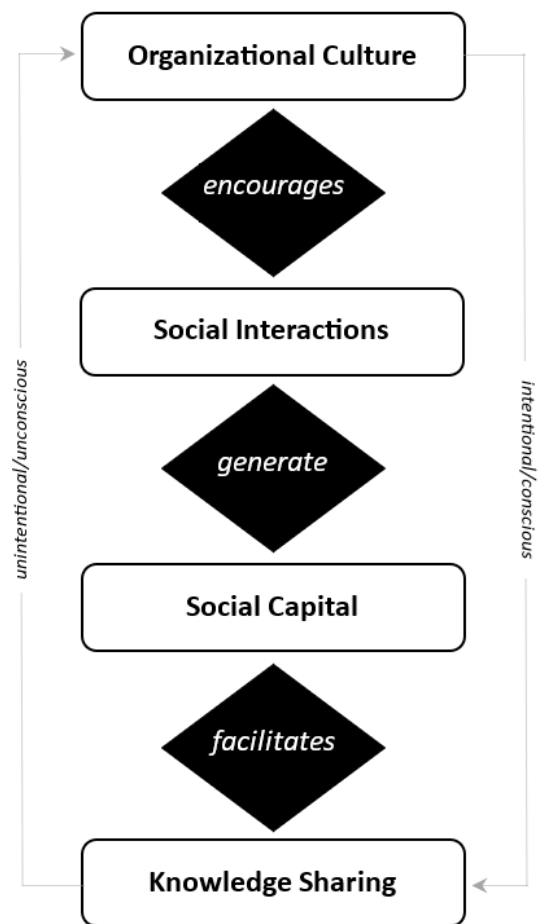 Organizational Culture
encourages
Social Interactions
unintentional/unconscious
intentional/conscious
generate
Social Capital
facilitates
Knowledge Sharing